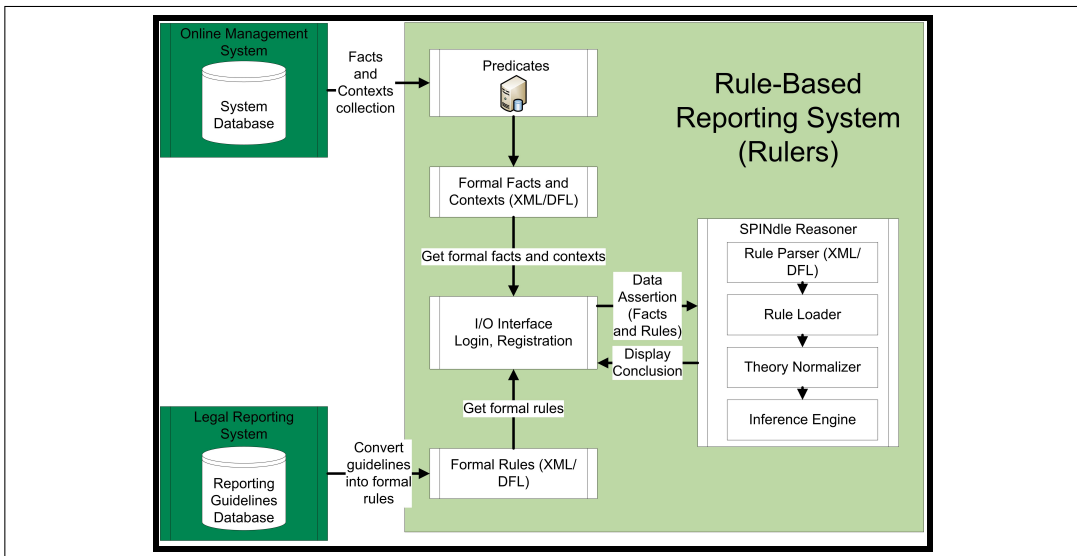 Online Management
System
System
Database
Facts
and
Contexts
collection
Predicates
Rule-Based
Reporting System
(Rulers)
Formal Facts and
Contexts (XML/DFL)
Get formal facts and contexts
I/O Interface
Login, Registration
Data
Assertion
(Facts
and Rules)
Display
Conclusion
SPINdle Reasoner
Rule Parser (XML/
DFL)
Rule Loader
Theory Normalizer
Inference Engine
Get formal rules
Legal Reporting
System
Reporting
Guidelines
Database
Convert
guidelines
into formal
rules
Formal Rules (XML/
DFL)